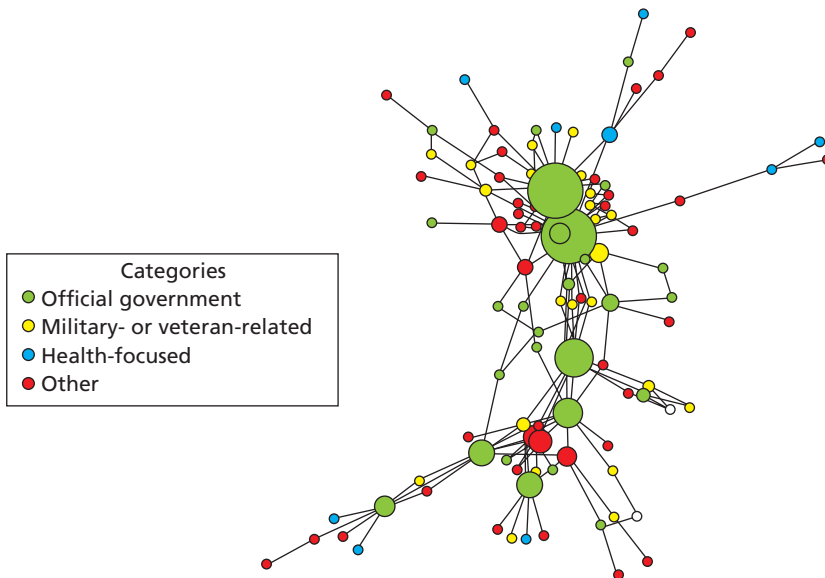 Categories
Official government
Military- or veteran-related
Health-focused
Other